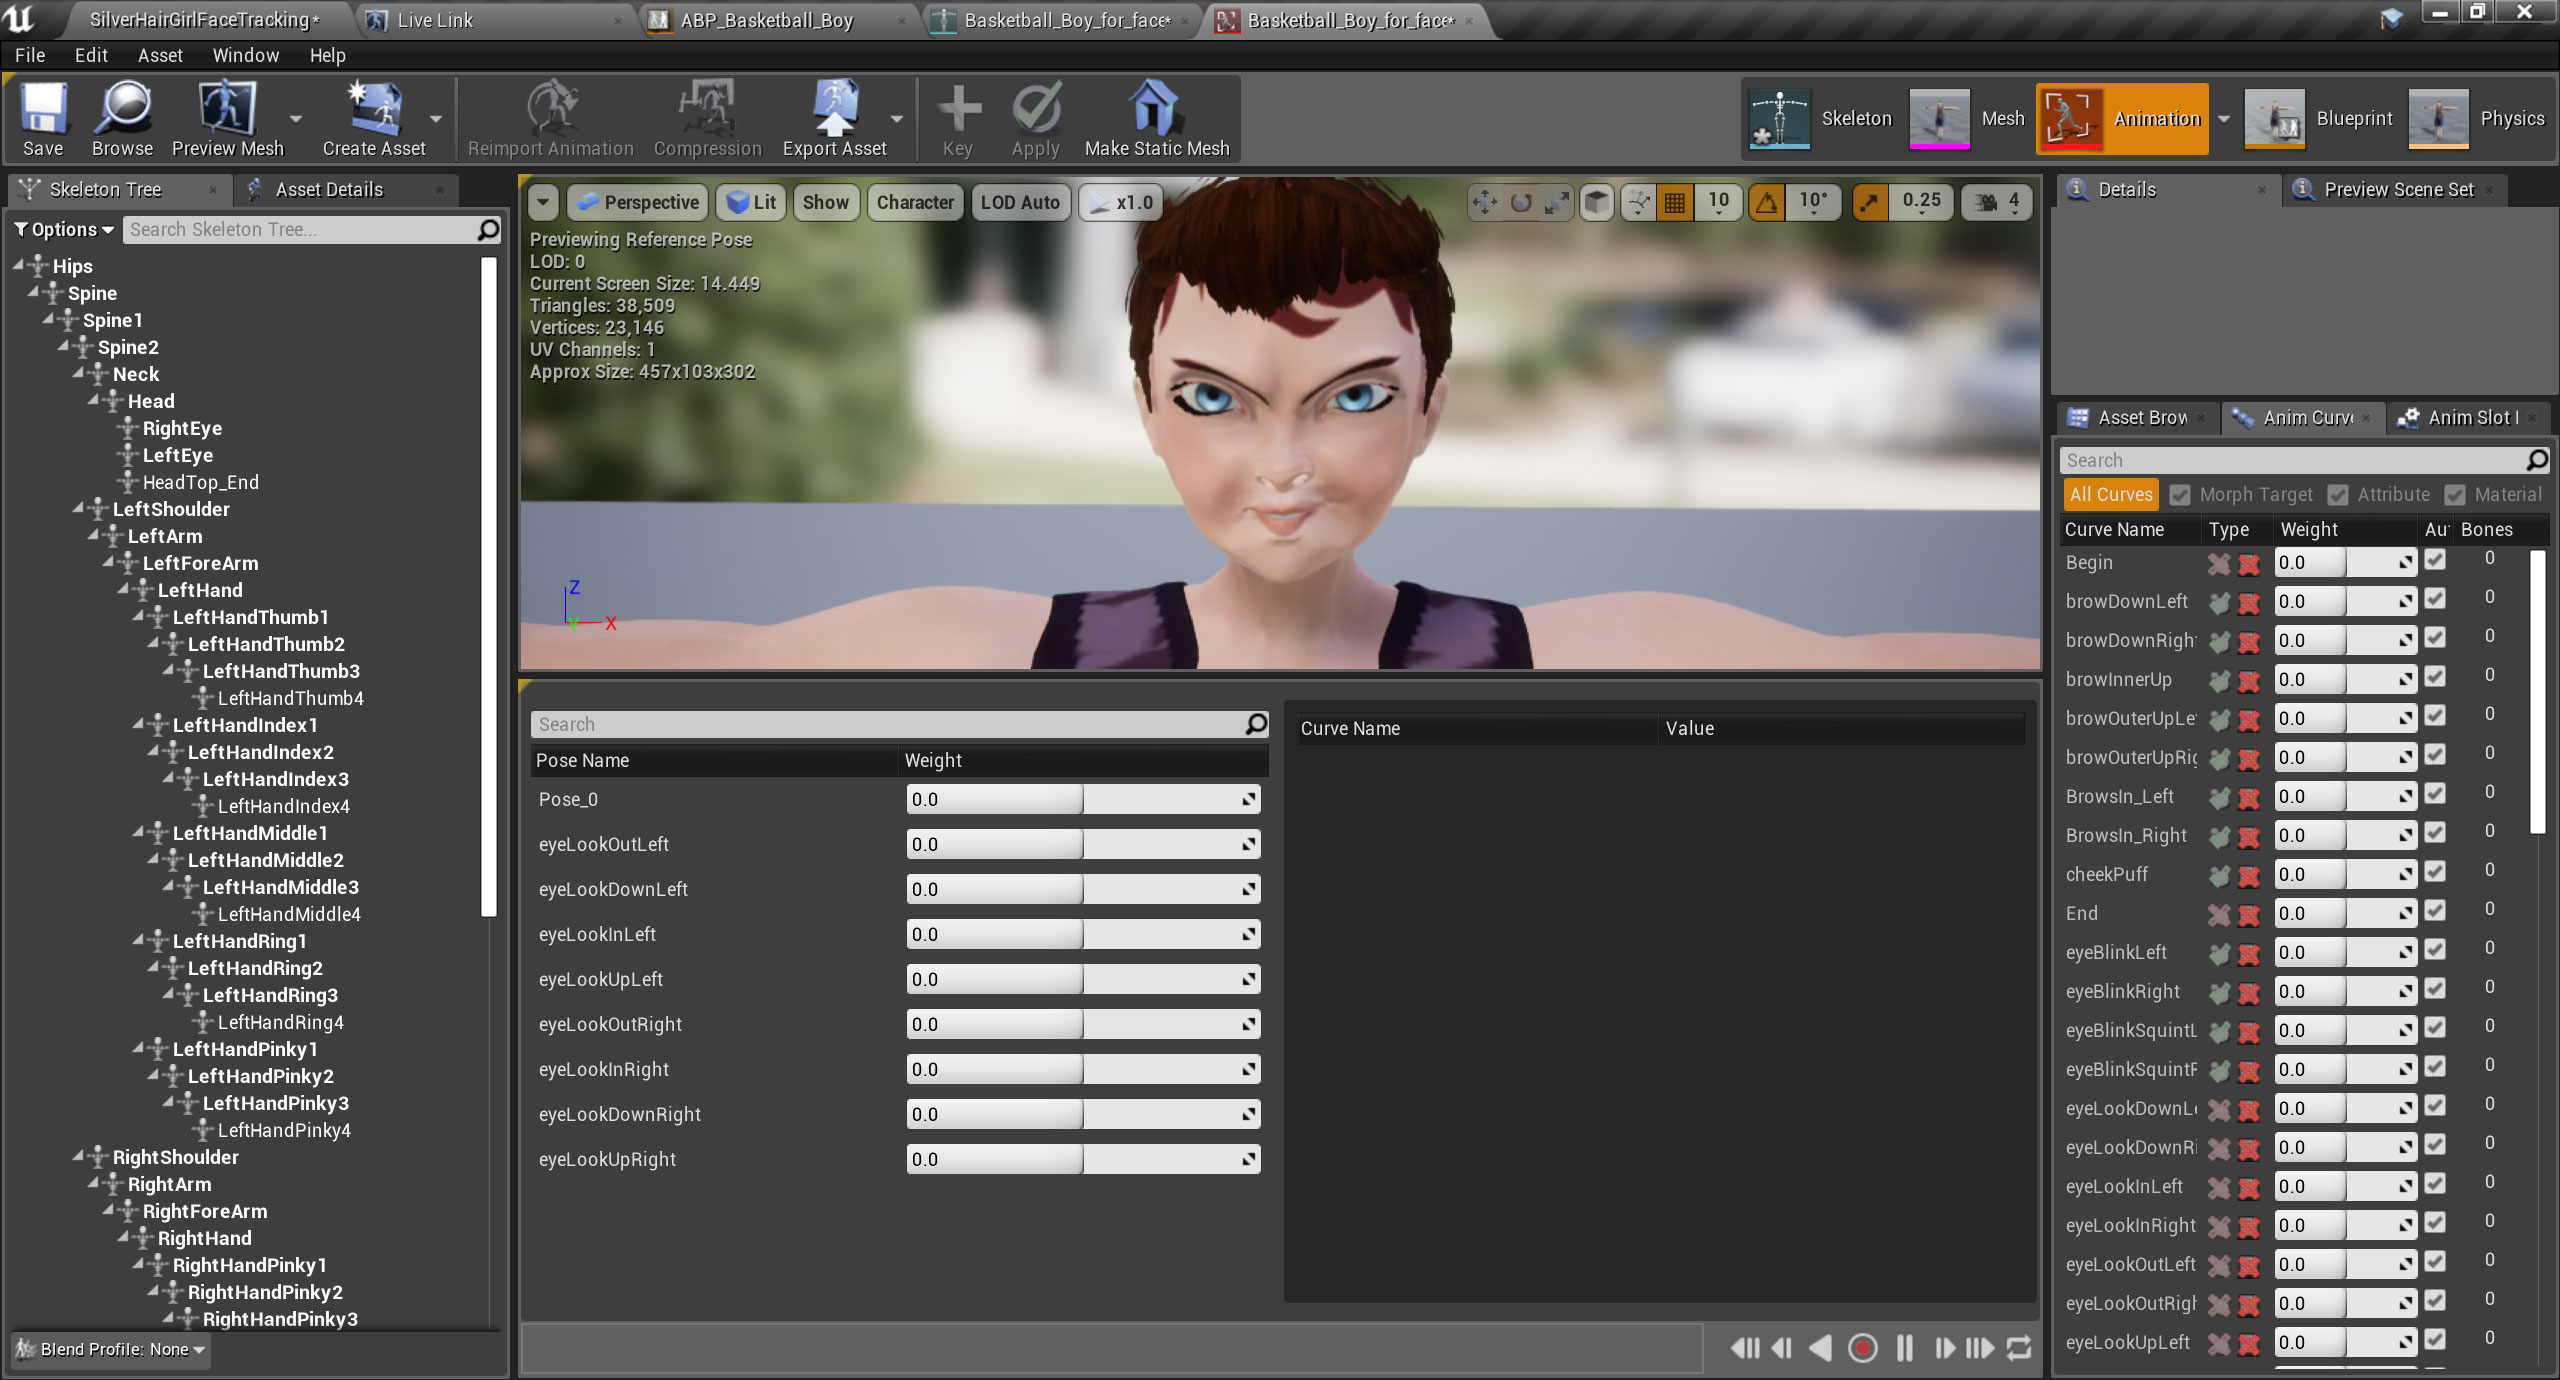 SilverHairGirlFaceTracking*
Live Link
ABP_Basketball_Boy
Basketball_Boy_for_face*
Basketball_Boy_for_face*
File Edit Asset Window Help
Save
Browse
Preview Mesh
Create Asset
Reimport Animation
Compression
Export Asset
Key
Apply
Make Static Mesh
Skeleton
Mesh
Animation
Blueprint
Physics
Skeleton Tree
Asset Details
Options
Search Skeleton Tree...
Hips
Spine
Spine1
Spine2
Neck
Head
RightEye
LeftEye
HeadTop_End
LeftShoulder
LeftArm
LeftForeArm
LeftHand
LeftHandThumb1
LeftHandThumb2
LeftHandThumb3
LeftHandThumb4
LeftHandIndex1
LeftHandIndex2
LeftHandIndex3
LeftHandIndex4
LeftHandMiddle1
LeftHandMiddle2
LeftHandMiddle3
LeftHandMiddle4
LeftHandRing1
LeftHandRing2
LeftHandRing3
LeftHandRing4
LeftHandPinky1
LeftHandPinky2
LeftHandPinky3
LeftHandPinky4
RightShoulder
RightArm
RightForeArm
RightHand
RightHandPinky1
RightHandPinky2
RightHandPinky3
Blend Profile: None
Perspective Lit Show Character LOD Auto x1.0
10 10° 0.25 4
Previewing Reference Pose
LOD: 0
Current Screen Size: 14.449
Triangles: 38,509
Vertices: 23,146
UV Channels: 1
Approx Size: 457x103x302
Z
Y
X
Search
Pose Name Weight
Pose_0 0.0
eyeLookOutLeft 0.0
eyeLookDownLeft 0.0
eyeLookInLeft 0.0
eyeLookUpLeft 0.0
eyeLookOutRight 0.0
eyeLookInRight 0.0
eyeLookDownRight 0.0
eyeLookUpRight 0.0
Curve Name Value
Details
Preview Scene Set
Asset Brow
Anim Curv
Anim Slot
Search
All Curves Morph Target Attribute Material
Curve Name Type Weight Au Bones
Begin 0.0 0
browDownLeft 0.0 0
browDownRight 0.0 0
browInnerUp 0.0 0
browOuterUpLe 0.0 0
browOuterUpRig 0.0 0
BrowsIn_Left 0.0 0
BrowsIn_Right 0.0 0
cheekPuff 0.0 0
End 0.0 0
eyeBlinkLeft 0.0 0
eyeBlinkRight 0.0 0
eyeBlinkSquintL 0.0 0
eyeBlinkSquintR 0.0 0
eyeLookDownLe 0.0 0
eyeLookDownRi 0.0 0
eyeLookInLeft 0.0 0
eyeLookInRight 0.0 0
eyeLookOutLeft 0.0 0
eyeLookOutRigh 0.0 0
eyeLookUpLeft 0.0 0